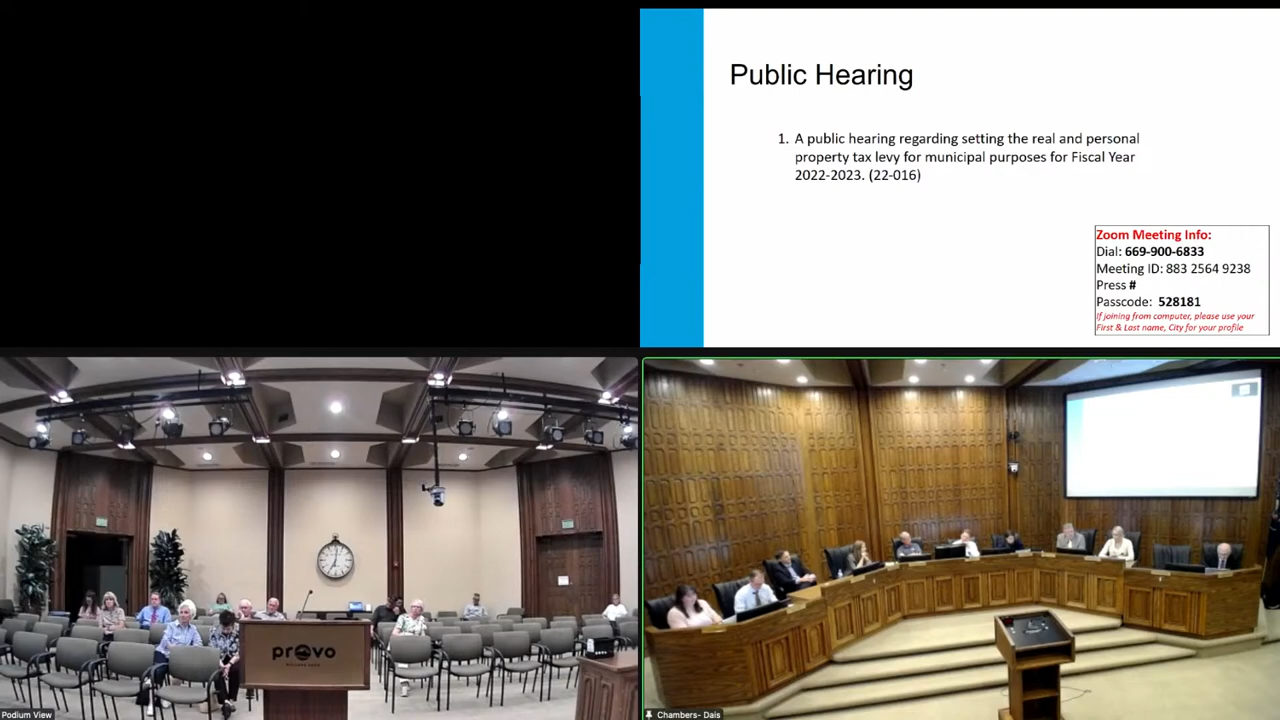 Public Hearing
1. A public hearing regarding setting the real and personal
property tax levy for municipal purposes for Fiscal Year
2022-2023. (22-016)
Zoom Meeting Info:
Dial: 669-900-6833
Meeting ID: 883 2564 9238
Press #
Passcode: 528181
If joining from computer, please use your
First & Last name, City for your profile
provo
Podium View
Chambers- Dais